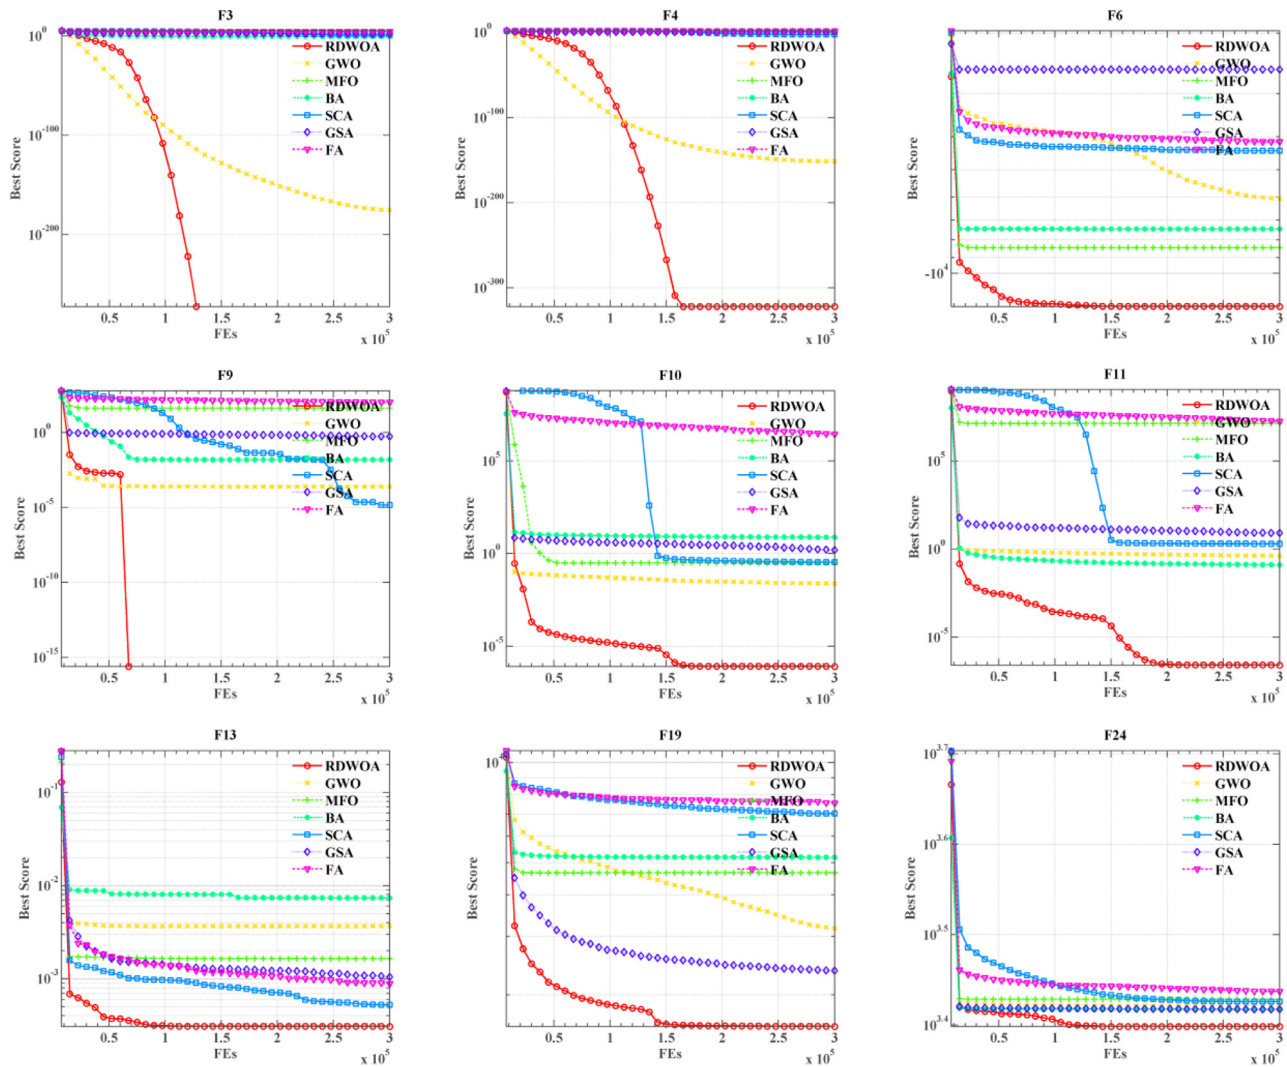 F3
Best Score
10^0
10^-100
10^-200
RDWOA
GWO
MFO
BA
SCA
GSA
FA
0.5
1
1.5
2
2.5
3
FEs
x 10^5
F4
Best Score
10^0
10^-100
10^-200
10^-300
RDWOA
GWO
MFO
BA
SCA
GSA
FA
0.5
1
1.5
2
2.5
3
FEs
x 10^5
F6
Best Score
-10^4
RDWOA
GWO
MFO
BA
SCA
GSA
FA
0.5
1
1.5
2
2.5
3
FEs
x 10^5
F9
Best Score
10^0
10^-5
10^-10
10^-15
RDWOA
GWO
MFO
BA
SCA
GSA
FA
0.5
1
1.5
2
2.5
3
FEs
x 10^5
F10
Best Score
10^5
10^0
10^-5
RDWOA
GWO
MFO
BA
SCA
GSA
FA
0.5
1
1.5
2
2.5
3
FEs
x 10^5
F11
Best Score
10^5
10^0
10^-5
RDWOA
GWO
MFO
BA
SCA
GSA
FA
0.5
1
1.5
2
2.5
3
FEs
x 10^5
F13
Best Score
10^-1
10^-2
10^-3
RDWOA
GWO
MFO
BA
SCA
GSA
FA
0.5
1
1.5
2
2.5
3
FEs
x 10^5
F19
Best Score
RDWOA
GWO
MFO
BA
SCA
GSA
FA
0.5
1
1.5
2
2.5
3
FEs
x 10^5
F24
Best Score
10^3.7
10^3.6
10^3.5
10^3.4
RDWOA
GWO
MFO
BA
SCA
GSA
FA
0.5
1
1.5
2
2.5
3
FEs
x 10^5